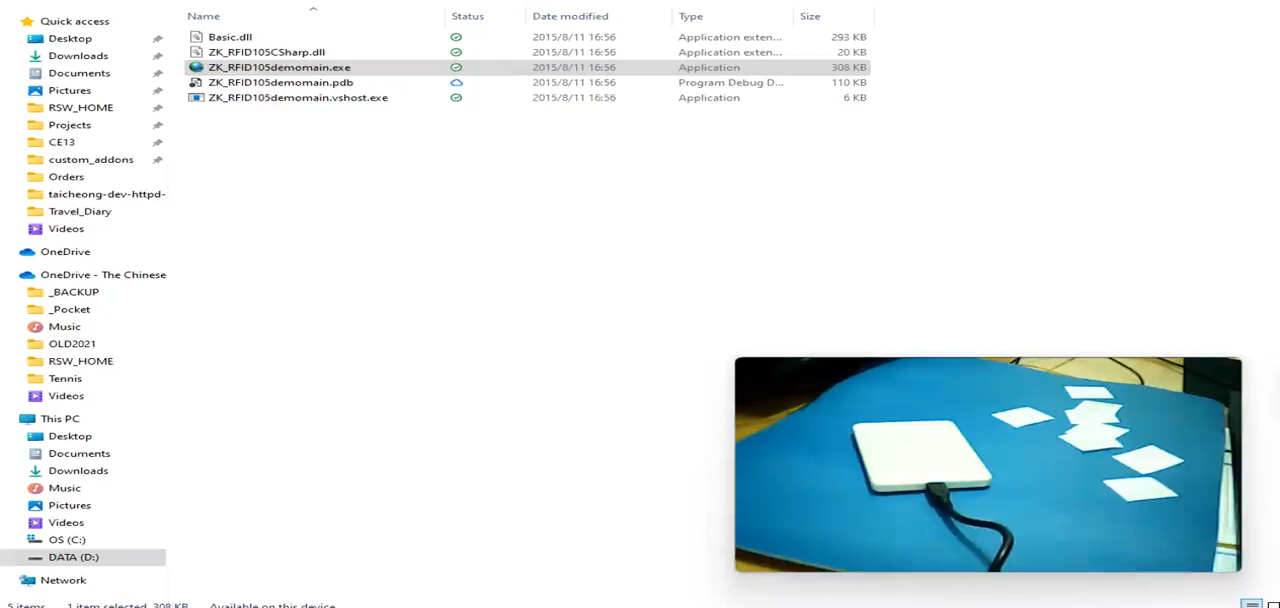 Name Status Date modified Type Size
Quick access
Desktop
Downloads
Documents
Pictures
RSW_HOME
Projects
CE13
custom_addons
Orders
taicheong-dev-httpd-
Travel_Diary
Videos
OneDrive
OneDrive - The Chinese
_BACKUP
_Pocket
Music
OLD2021
RSW_HOME
Tennis
Videos
This PC
Desktop
Documents
Downloads
Music
Pictures
Videos
OS (C:)
DATA (D:)
Network
Basic.dll 2015/8/11 16:56 Application exten... 293 KB
ZK_RFID105CSharp.dll 2015/8/11 16:56 Application exten... 20 KB
ZK_RFID105demomain.exe 2015/8/11 16:56 Application 308 KB
ZK_RFID105demomain.pdb 2015/8/11 16:56 Program Debug D... 110 KB
ZK_RFID105demomain.vshost.exe 2015/8/11 16:56 Application 6 KB
5 items 1 item selected 308 KB Available on this device